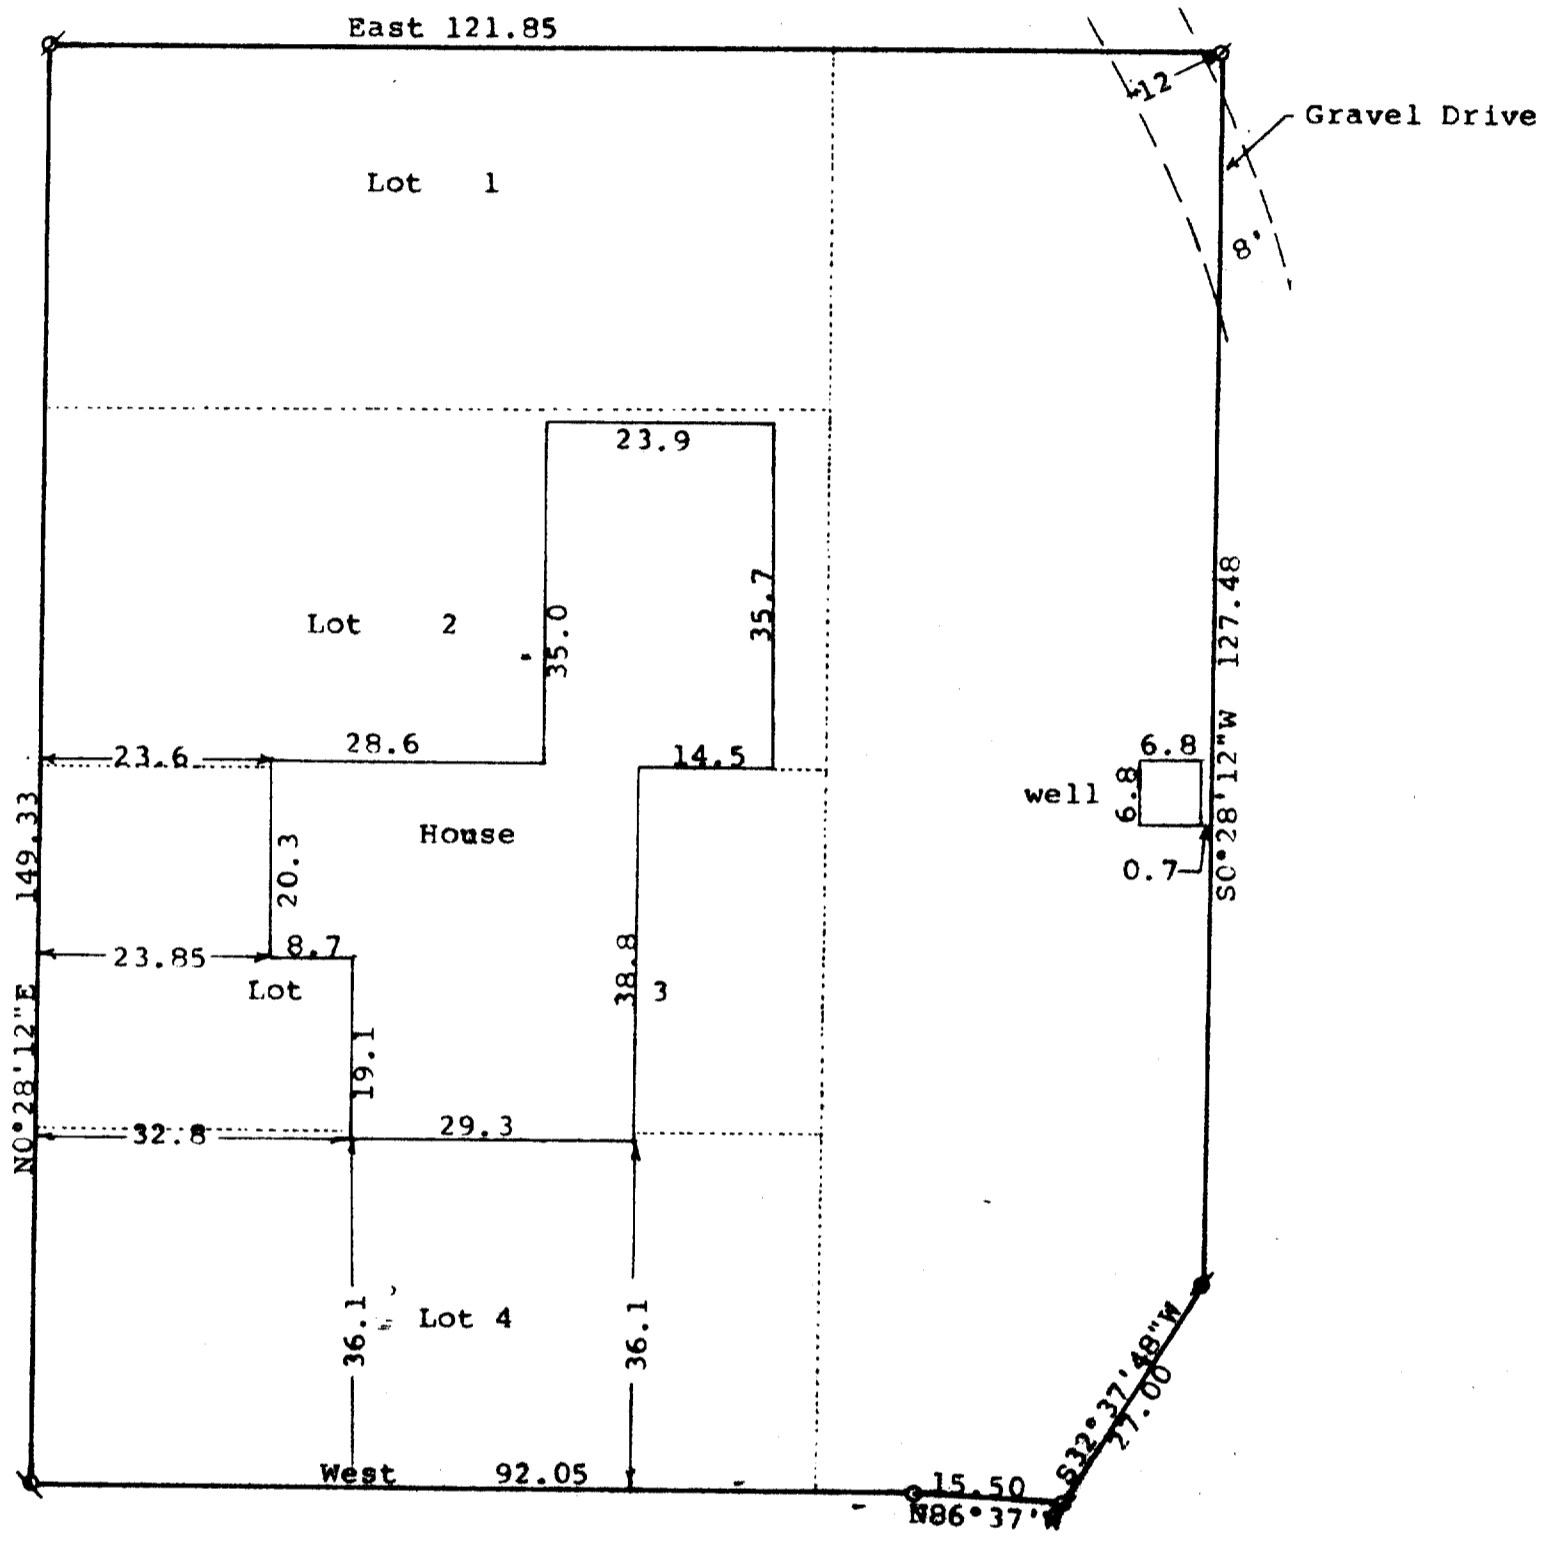 East 121.85
12
Gravel Drive
Lot 1
8'
23.9
35.7
35.0
Lot 2
S0°28'12"W 127.48
23.6
28.6
14.5
6.8
6.8
well
0.7
House
20.3
N0°28'12"E 149.33
23.85
8.7
38.8
Lot 3
19.1
32.8
29.3
36.1
36.1
Lot 4
S32°37'48"W
27.00
West 92.05
15.50
N86°37'W